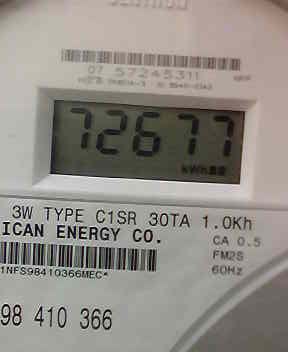 07 57245311
72677
kWh
3W TYPE C1SR 30TA 1.0Kh
ICAN ENERGY CO.
CA 0.5
FM2S
60Hz
1NFS98410366MEC*
98 410 366